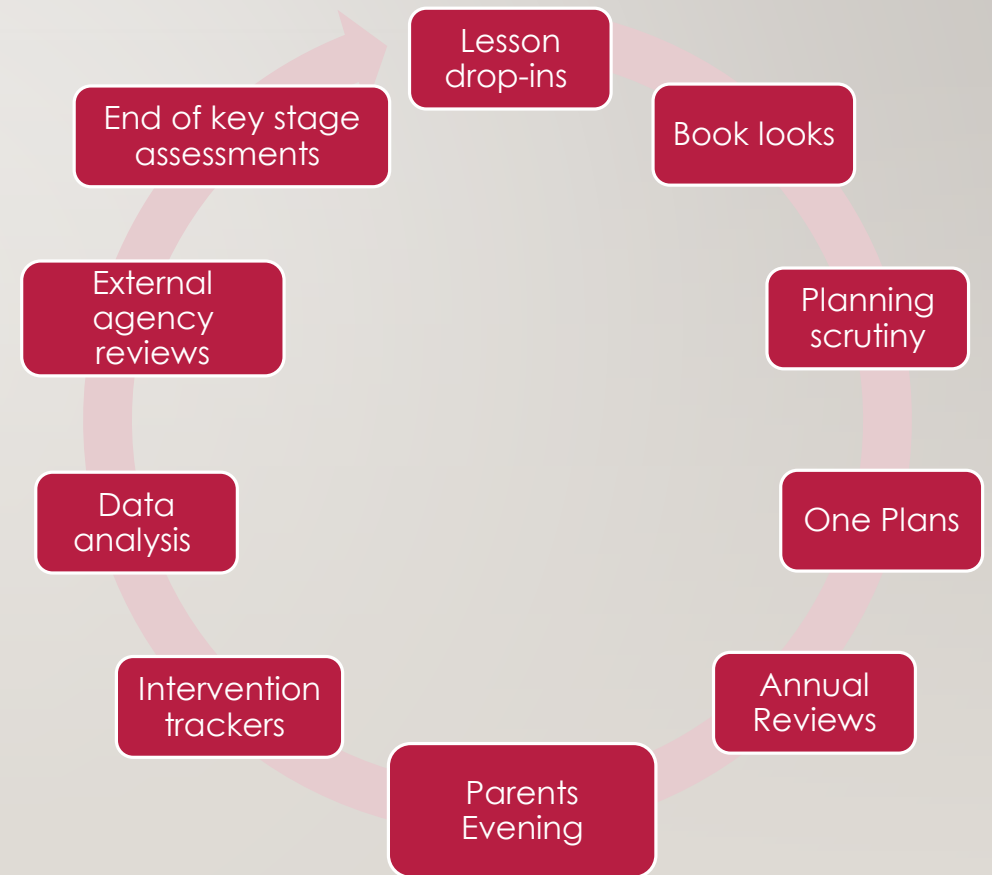 Lesson
drop-ins
Book looks
Planning
scrutiny
One Plans
Annual
Reviews
Parents
Evening
Intervention
trackers
Data
analysis
External
agency
reviews
End of key stage
assessments